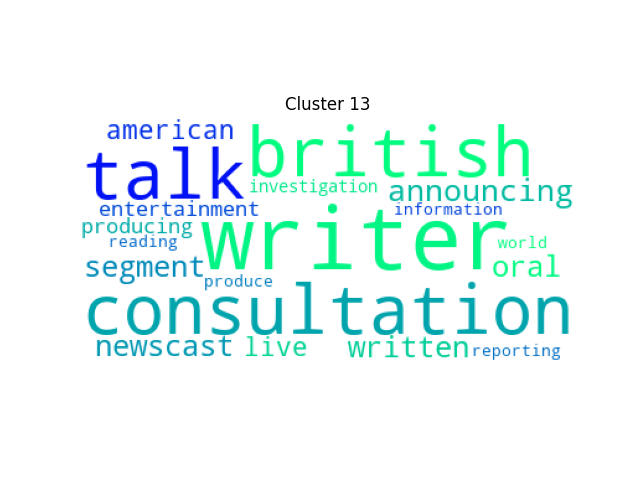 Cluster 13
american
british
talk
investigation
announcing
entertainment
information
producing
writer
reading
world
segment
oral
produce
consultation
newscast
live
written
reporting